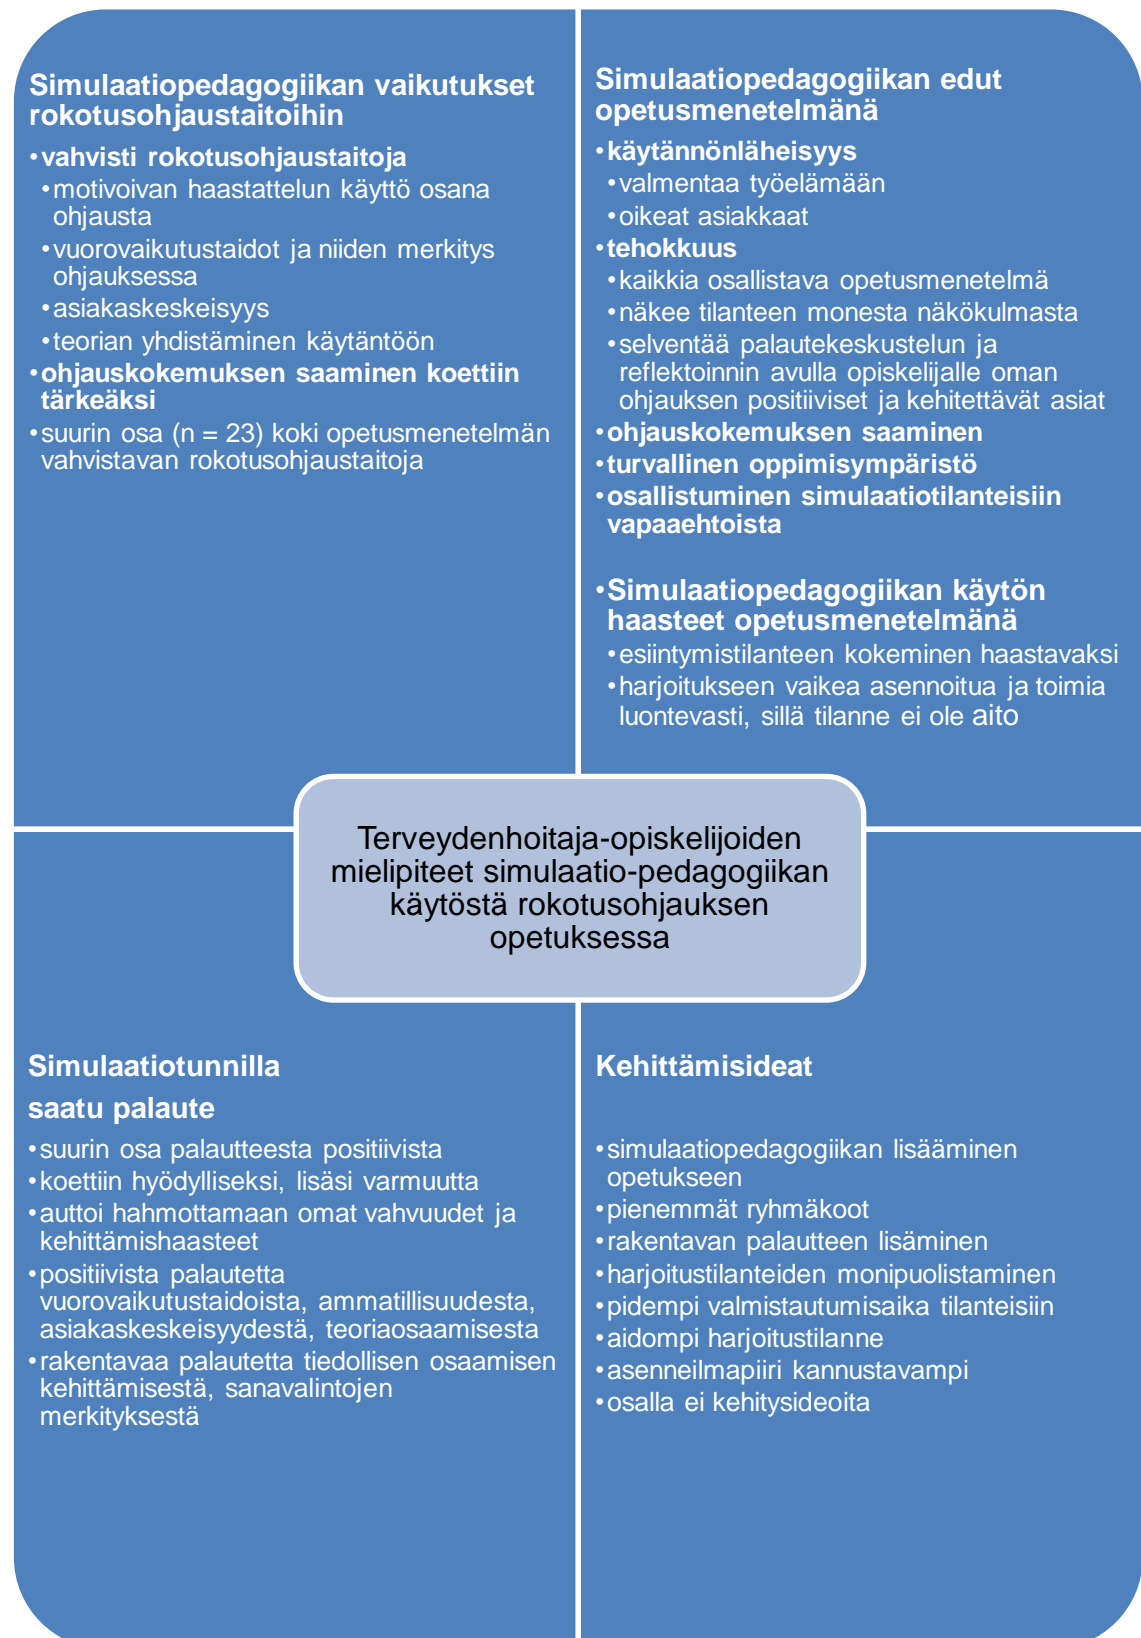 Simulaatiopedagogiikan vaikutukset
rokotusohjaustaitoihin
•vahvisti rokotusohjaustaitoja
•motivoivan haastattelun käyttö osana
ohjausta
•vuorovaikutustaidot ja niiden merkitys
ohjauksessa
•asiakaskeskeisyys
•teorian yhdistäminen käytäntöön
•ohjauskokemuksen saaminen koettiin
tärkeäksi
•suurin osa (n = 23) koki opetusmenetelmän
vahvistavan rokotusohjaustaitoja
Simulaatiopedagogiikan edut
opetusmenetelmänä
•käytännönläheisyys
•valmentaa työelämään
•oikeat asiakkaat
•tehokkuus
•kaikkia osallistava opetusmenetelmä
•näkee tilanteen monesta näkökulmasta
•selventää palautekeskustelun ja
reflektoinnin avulla opiskelijalle oman
ohjauksen positiiviset ja kehitettävät asiat
•ohjauskokemuksen saaminen
•turvallinen oppimisympäristö
•osallistuminen simulaatiotilanteisiin
vapaaehtoista
•Simulaatiopedagogiikan käytön
haasteet opetusmenetelmänä
•esiintymistilanteen kokeminen haastavaksi
•harjoitukseen vaikea asennoitua ja toimia
luontevasti, sillä tilanne ei ole aito
Terveydenhoitaja-opiskelijoiden
mielipiteet simulaatio-pedagogiikan
käytöstä rokotusohjauksen
opetuksessa
Simulaatiotunnilla
saatu palaute
•suurin osa palautteesta positiivista
•koettiin hyödylliseksi, lisäsi varmuutta
•auttoi hahmottamaan omat vahvuudet ja
kehittämishaasteet
•positiivista palautetta
vuorovaikutustaidoista, ammatillisuudesta,
asiakaskeskeisyydestä, teoriaosaamisesta
•rakentavaa palautetta tiedollisen osaamisen
kehittämisestä, sanavalintojen
merkityksestä
Kehittämisideat
•simulaatiopedagogiikan lisääminen
opetukseen
•pienemmät ryhmäkoot
•rakentavan palautteen lisäminen
•harjoitustilanteiden monipuolistaminen
•pidempi valmistautumisaika tilanteisiin
•aidompi harjoitustilanne
•asenneilmapiiri kannustavampi
•osalla ei kehitysideoita